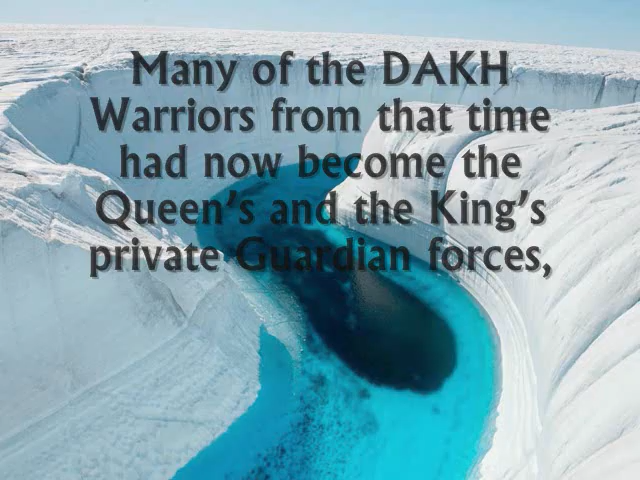 Many of the DAKH
Warriors from that time
had now become the
Queen's and the King's
private Guardian forces,